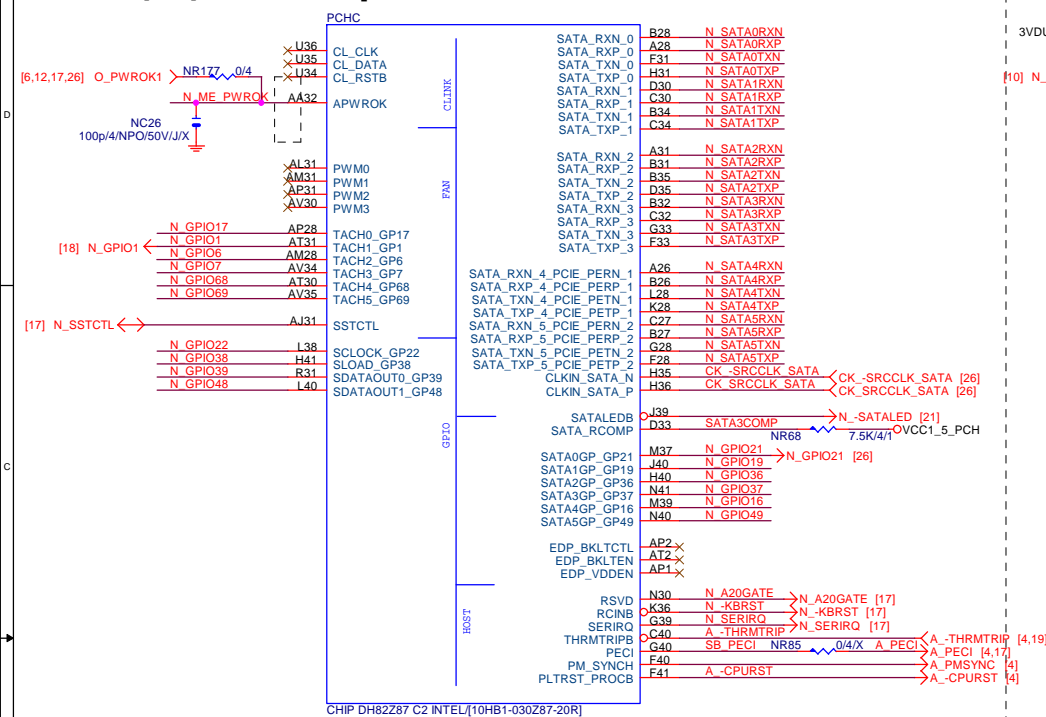 PCHC
3VDU
[6,12,17,26] O_PWROK1 NR177 0/4
[10] N_
N_ME_PWROK
NC26
100p/4/NPO/50V/J/X
D
C
U36 CL_CLK
U35 CL_DATA
U34 CL_RSTB
AA32 APWROK
AL31 PWM0
AM31 PWM1
AP31 PWM2
AV30 PWM3
N_GPIO17 AP28 TACH0_GP17
[18] N_GPIO1 N_GPIO1 AT31 TACH1_GP1
N_GPIO6 AM28 TACH2_GP6
N_GPIO7 AV34 TACH3_GP7
N_GPIO68 AT30 TACH4_GP68
N_GPIO69 AV35 TACH5_GP69
[17] N_SSTCTL AJ31 SSTCTL
N_GPIO22 L38 SCLOCK_GP22
N_GPIO38 H41 SLOAD_GP38
N_GPIO39 R31 SDATAOUT0_GP39
N_GPIO48 L40 SDATAOUT1_GP48
CLINK
FAN
GPIO
HOST
SATA_RXN_0 B28 N_SATA0RXN
SATA_RXP_0 A28 N_SATA0RXP
SATA_TXN_0 F31 N_SATA0TXN
SATA_TXP_0 H31 N_SATA0TXP
SATA_RXN_1 D30 N_SATA1RXN
SATA_RXP_1 C30 N_SATA1RXP
SATA_TXN_1 B34 N_SATA1TXN
SATA_TXP_1 C34 N_SATA1TXP
SATA_RXN_2 A31 N_SATA2RXN
SATA_RXP_2 B31 N_SATA2RXP
SATA_TXN_2 B35 N_SATA2TXN
SATA_TXP_2 D35 N_SATA2TXP
SATA_RXN_3 B32 N_SATA3RXN
SATA_RXP_3 C32 N_SATA3RXP
SATA_TXN_3 G33 N_SATA3TXN
SATA_TXP_3 F33 N_SATA3TXP
SATA_RXN_4_PCIE_PERN_1 A26 N_SATA4RXN
SATA_RXP_4_PCIE_PERP_1 B26 N_SATA4RXP
SATA_TXN_4_PCIE_PETN_1 L28 N_SATA4TXN
SATA_TXP_4_PCIE_PETP_1 K28 N_SATA4TXP
SATA_RXN_5_PCIE_PERN_2 C27 N_SATA5RXN
SATA_RXP_5_PCIE_PERP_2 B27 N_SATA5RXP
SATA_TXN_5_PCIE_PETN_2 G28 N_SATA5TXN
SATA_TXP_5_PCIE_PETP_2 F28 N_SATA5TXP
CLKIN_SATA_N H35 CK_-SRCCLK_SATA CK_-SRCCLK_SATA [26]
CLKIN_SATA_P H36 CK_SRCCLK_SATA CK_SRCCLK_SATA [26]
SATALEDB J39 N_-SATALED [21]
SATA_RCOMP D33 SATA3COMP NR68 7.5K/4/1 VCC1_5_PCH
SATA0GP_GP21 M37 N_GPIO21 N_GPIO21 [26]
SATA1GP_GP19 J40 N_GPIO19
SATA2GP_GP36 H40 N_GPIO36
SATA3GP_GP37 N41 N_GPIO37
SATA4GP_GP16 M39 N_GPIO16
SATA5GP_GP49 N40 N_GPIO49
EDP_BKLTCTL AP2
EDP_BKLTEN AT2
EDP_VDDEN AP1
RSVD N30 N_A20GATE N_A20GATE [17]
RCINB K36 N_-KBRST N_-KBRST [17]
SERIRQ G39 N_SERIRQ N_SERIRQ [17]
THRMTRIPB C40 A_-THRMTRIP A_-THRMTRIP [4,19]
PECI G40 SB_PECI NR85 0/4/X A_PECI A_PECI [4,17]
PM_SYNCH F40 A_PMSYNC [4]
PLTRST_PROCB F41 A_-CPURST A_-CPURST [4]
CHIP DH82Z87 C2 INTEL/[10HB1-030Z87-20R]